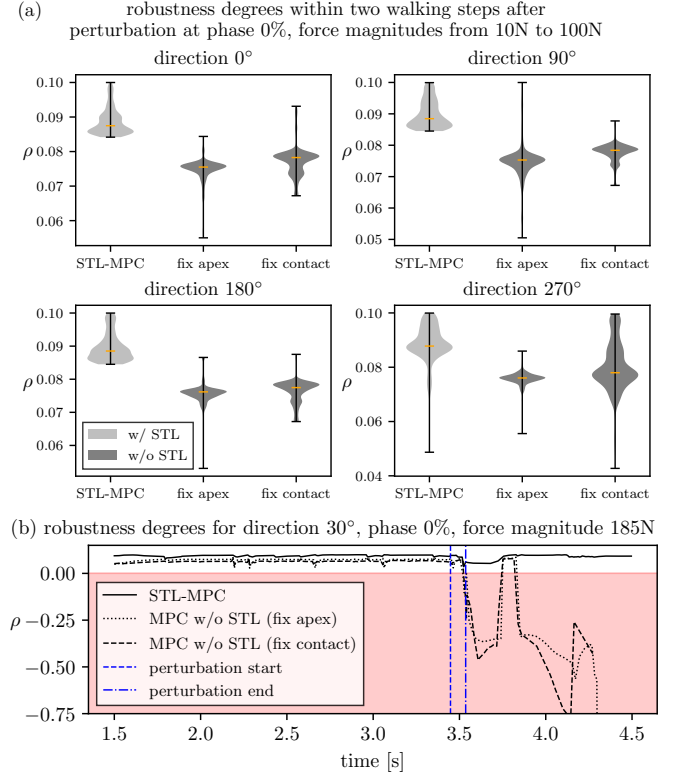 (a) robustness degrees within two walking steps after
perturbation at phase 0%, force magnitudes from 10N to 100N
direction 0° direction 90°
0.10 0.10
0.09 0.09
ρ 0.08 ρ 0.08
0.07 0.07
0.06 0.06
0.05
STL-MPC fix apex fix contact STL-MPC fix apex fix contact
direction 180° direction 270°
0.10 0.10
0.09
ρ 0.08 ρ 0.08
0.07
0.06 0.06
0.04
w/ STL
w/o STL
STL-MPC fix apex fix contact STL-MPC fix apex fix contact
(b) robustness degrees for direction 30°, phase 0%, force magnitude 185N
0.00
−0.25
ρ
−0.50
−0.75
STL-MPC
MPC w/o STL (fix apex)
MPC w/o STL (fix contact)
perturbation start
perturbation end
1.5 2.0 2.5 3.0 3.5 4.0 4.5
time [s]